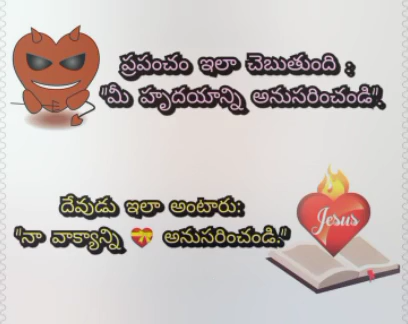 ప్రపంచం ఇలా చెబుతుంది ;
"మీ హృదయాన్ని అనుసరించండి".
దేవుడు ఇలా అంటారు:
"నా వాక్యాన్ని 💝 అనుసరించండి."
Jesus